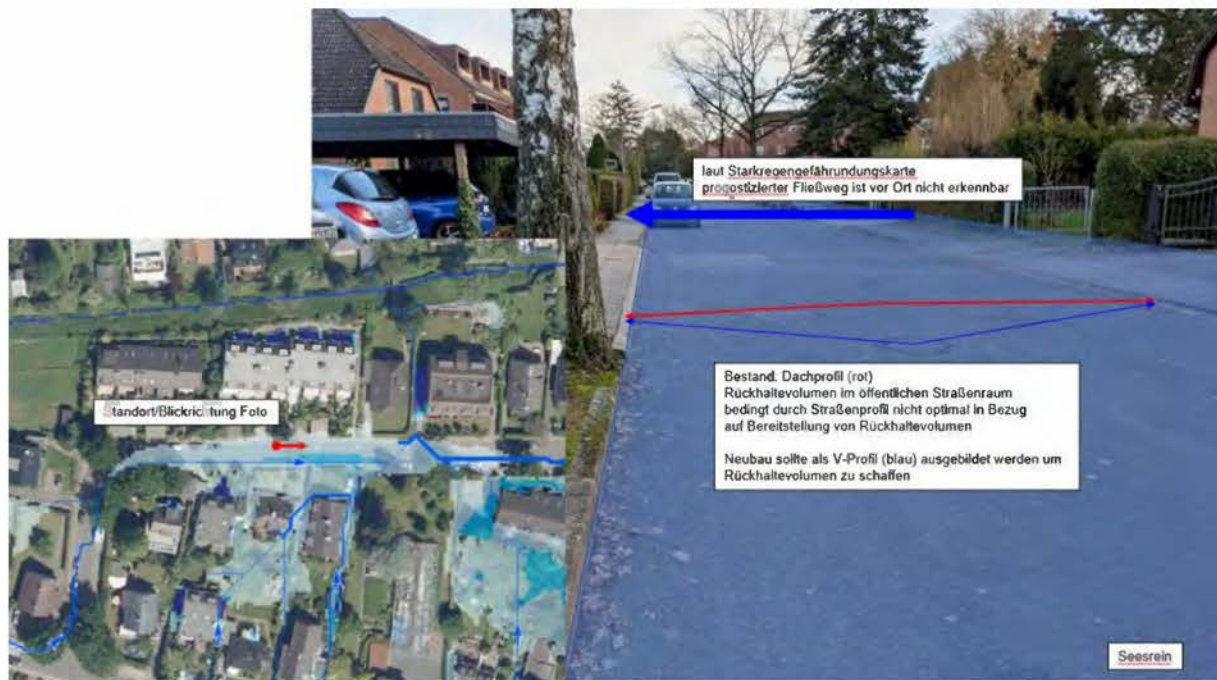 laut Starkregengefährdungskarte
progostizierter Fließweg ist vor Ort nicht erkennbar
Standort/Blickrichtung Foto
Bestand. Dachprofil (rot)
Rückhaltevolumen im öffentlichen Straßenraum
bedingt durch Straßenprofil nicht optimal in Bezug
auf Bereitstellung von Rückhaltevolumen
Neubau sollte als V-Profil (blau) ausgebildet werden um
Rückhaltevolumen zu schaffen
Seesrein